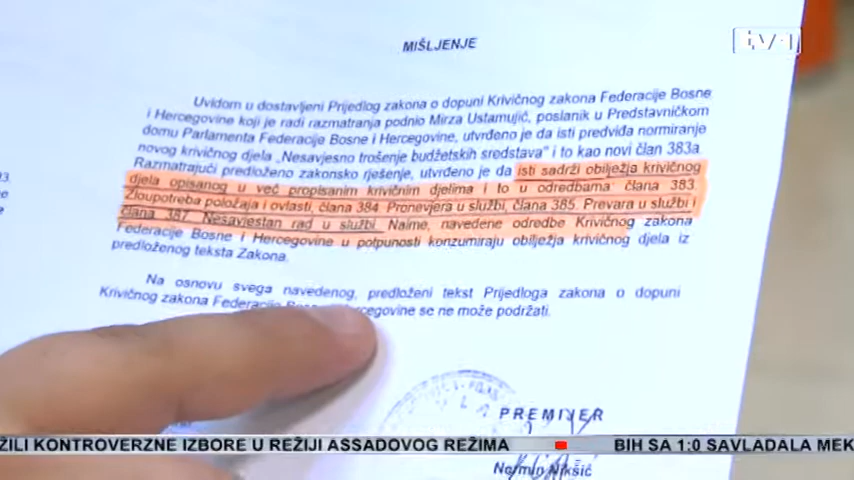 tv1
MIŠLJENJE
Uvidom u dostavljeni Prijedlog zakona o dopuni Krivičnog zakona Federacije Bosne
i Hercegovine koji je radi razmatranja podnio Mirza Ustamujić, poslanik u Predstavničkom
domu Parlamenta Federacije Bosne i Hercegovine, utvrđeno je da isti predviđa normiranje
novog krivičnog djela „Nesavjesno trošenje budžetskih sredstava" i to kao novi član 383a.
Razmatrajući predloženo zakonsko rješenje, utvrđeno je da isti sadrži obilježja krivičnog
djela opisanog u već propisanim krivičnim djelima i to u odredbama člana 383.
Zloupotreba položaja i ovlasti, člana 384. Pronevjera u službi, člana 385. Prevara u službi i
člana 387. Nesavjestan rad u službi. Naime, navedene odredbe Krivičnog zakona
Federacije Bosne i Hercegovine u potpunosti konzumiraju obilježja krivičnog djela iz
predloženog teksta Zakona.
Na osnovu svega navedenog, predloženi tekst Prijedloga zakona o dopuni
Krivičnog zakona Federacije se ne može podržati.
PREMIJER
Nermin Nikšić
ŽILI KONTROVERZNE IZBORE U REŽIJI ASSADOVOG REŽIMA BIH SA 1:0 SAVLADALA MEK